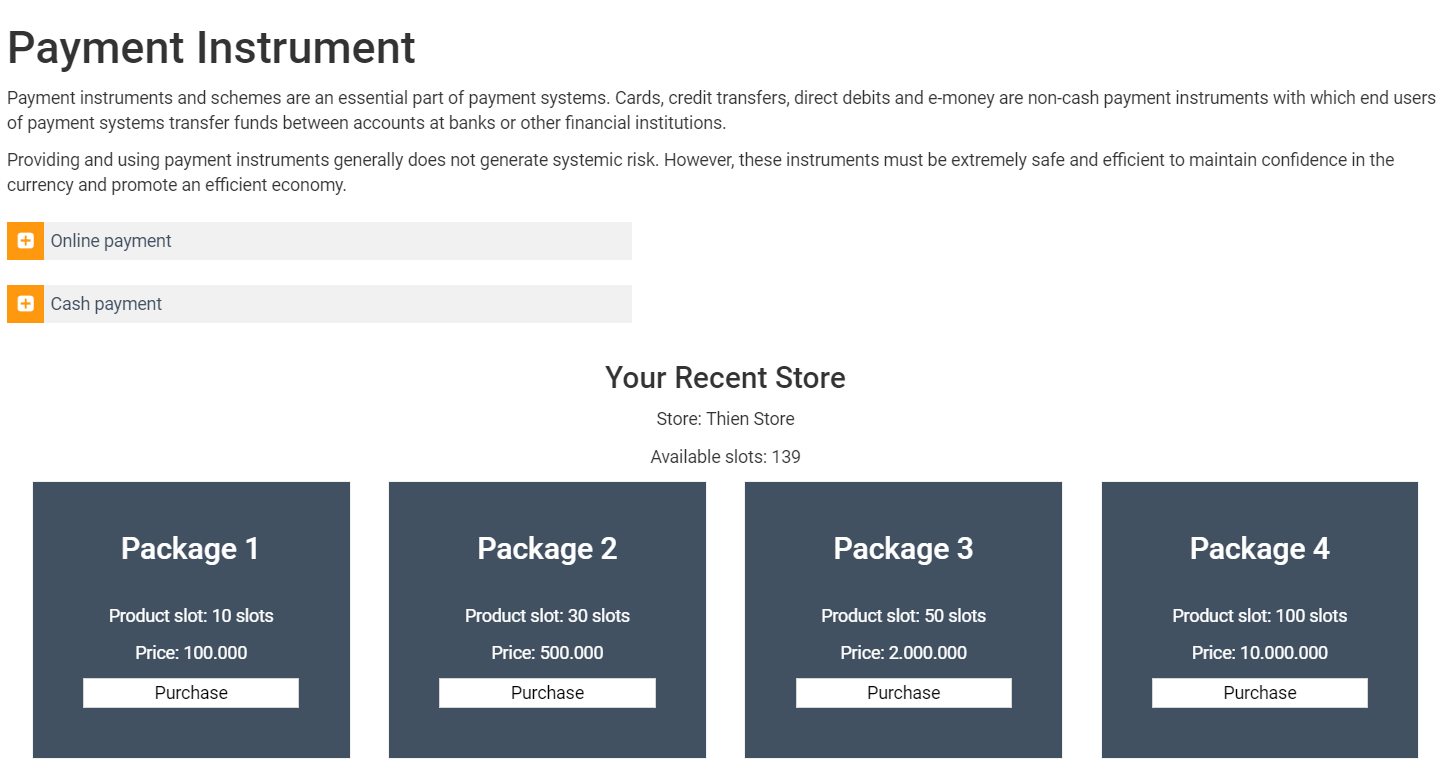 Payment Instrument
Payment instruments and schemes are an essential part of payment systems. Cards, credit transfers, direct debits and e-money are non-cash payment instruments with which end users
of payment systems transfer funds between accounts at banks or other financial institutions.
Providing and using payment instruments generally does not generate systemic risk. However, these instruments must be extremely safe and efficient to maintain confidence in the
currency and promote an efficient economy.
Online payment
Cash payment
Your Recent Store
Store: Thien Store
Available slots: 139
Package 1
Product slot: 10 slots
Price: 100.000
Purchase
Package 2
Product slot: 30 slots
Price: 500.000
Purchase
Package 3
Product slot: 50 slots
Price: 2.000.000
Purchase
Package 4
Product slot: 100 slots
Price: 10.000.000
Purchase